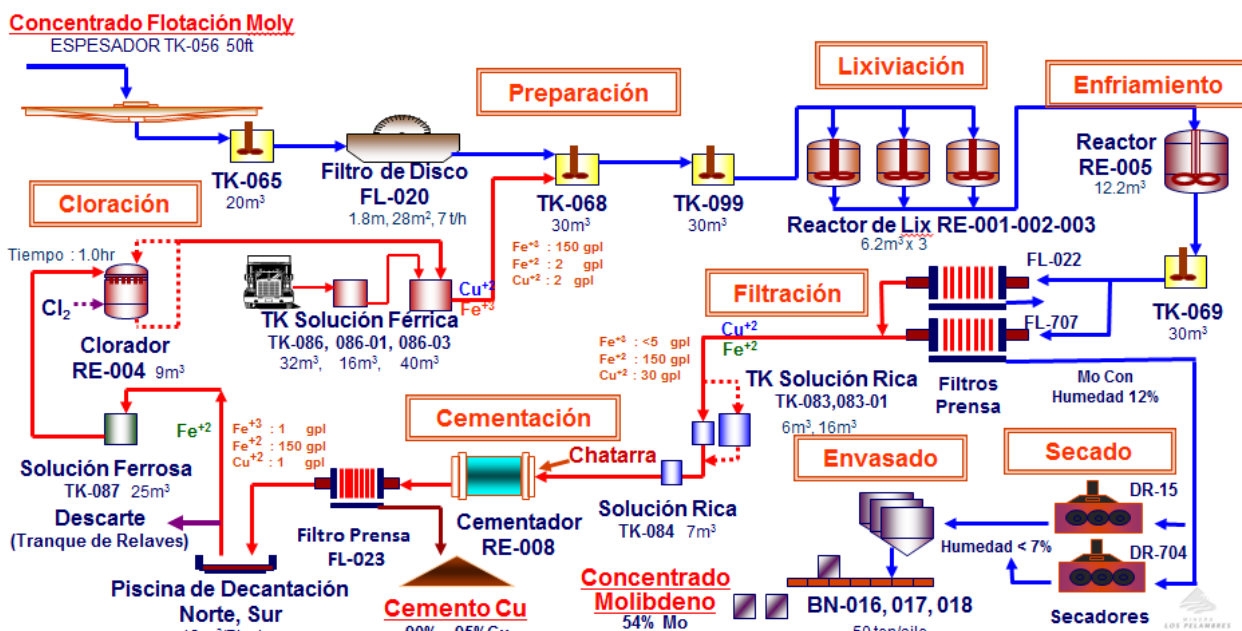 Concentrado Flotación Moly
ESPESADOR TK-056 50ft
Preparación
Lixiviación
Enfriamiento
TK-065
20m³
Filtro de Disco
FL-020
1.8m, 28m², 7 t/h
TK-068
30m³
TK-099
30m³
Reactor de Lix RE-001-002-003
6.2m³ x 3
Reactor
RE-005
12.2m³
Cloración
Tiempo : 1.0hr
Cl₂
Clorador
RE-004 9m³
TK Solución Férrica
TK-086, 086-01, 086-03
32m³, 16m³, 40m³
Cu⁺²
Fe⁺³
Fe⁺³ : 150 gpl
Fe⁺² : 2 gpl
Cu⁺² : 2 gpl
Filtración
FL-022
FL-707
TK-069
30m³
Cu⁺²
Fe⁺²
Fe⁺³ : <5 gpl
Fe⁺² : 150 gpl
Cu⁺² : 30 gpl
TK Solución Rica
TK-083,083-01
6m³, 16m³
Filtros
Prensa
Mo Con
Humedad 12%
Fe⁺²
Solución Ferrosa
TK-087 25m³
Fe⁺³ : 1 gpl
Fe⁺² : 150 gpl
Cu⁺² : 1 gpl
Cementación
Chatarra
Cementador
RE-008
Solución Rica
TK-084 7m³
Filtro Prensa
FL-023
Descarte
(Tranque de Relaves)
Piscina de Decantación
Norte, Sur
Cemento Cu
Envasado
Secado
DR-15
DR-704
Humedad < 7%
Secadores
Concentrado
Molibdeno
54% Mo
BN-016, 017, 018
MINERA
LOS PELAMBRES